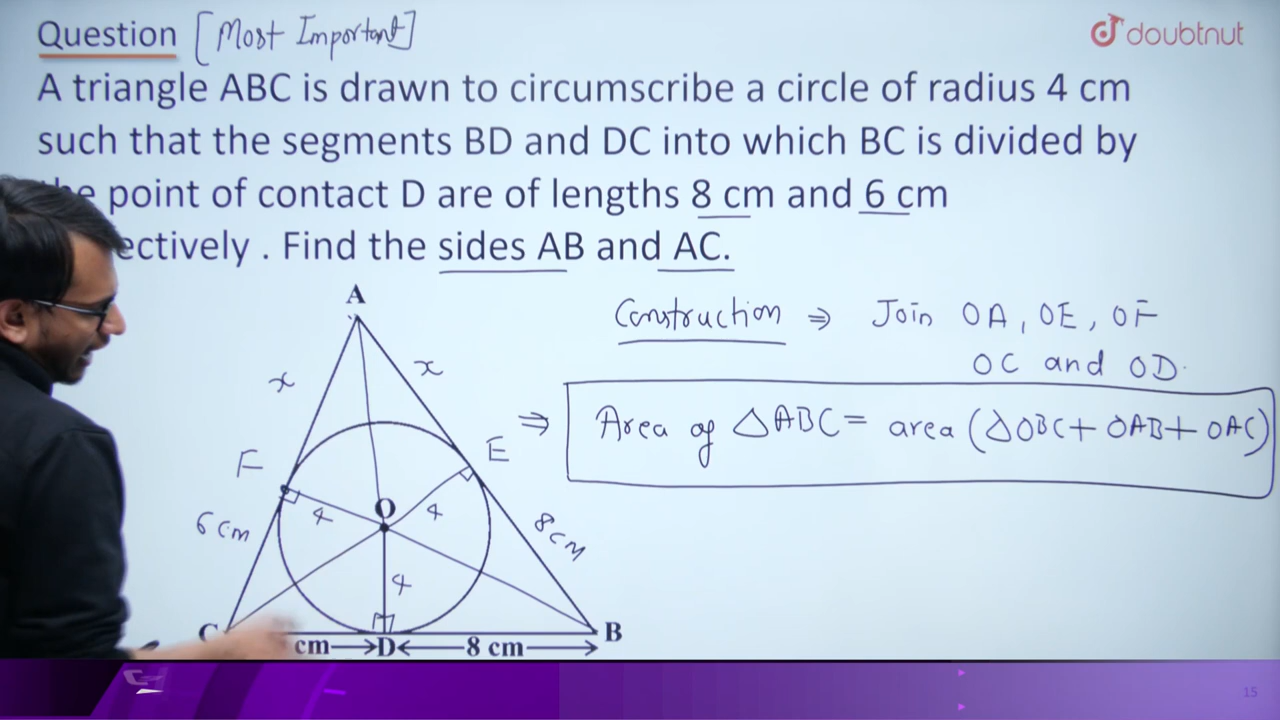 Question [Most Important]
doubtnut
A triangle ABC is drawn to circumscribe a circle of radius 4 cm
such that the segments BD and DC into which BC is divided by
point of contact D are of lengths 8 cm and 6 cm
ectively . Find the sides AB and AC.
A
Construction ⇒ Join OA, OE, OF
OC and OD.
x
x
⇒ Area of △ABC = area (△OBC + OAB + OAC)
F
E
O
4
4
6 cm
8 cm
4
C
B
cm
D
8 cm
15